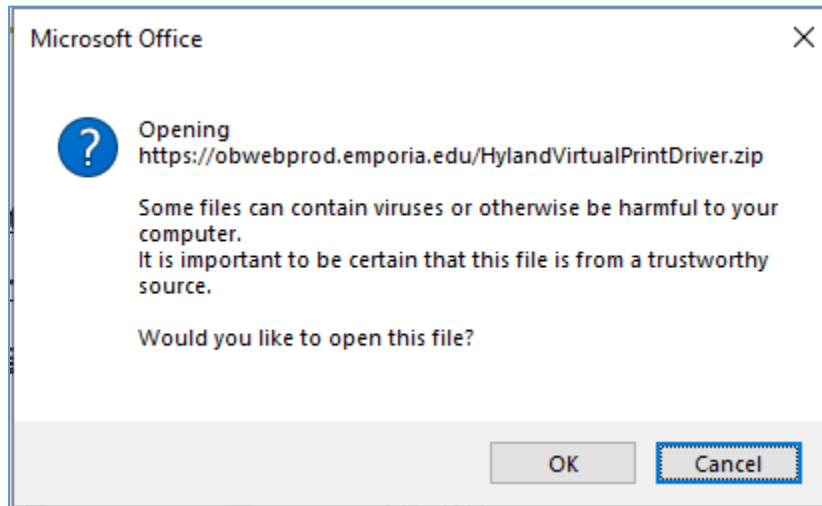 Microsoft Office
Opening
https://obwebprod.emporia.edu/HylandVirtualPrintDriver.zip
Some files can contain viruses or otherwise be harmful to your
computer.
It is important to be certain that this file is from a trustworthy
source.
Would you like to open this file?
OK
Cancel